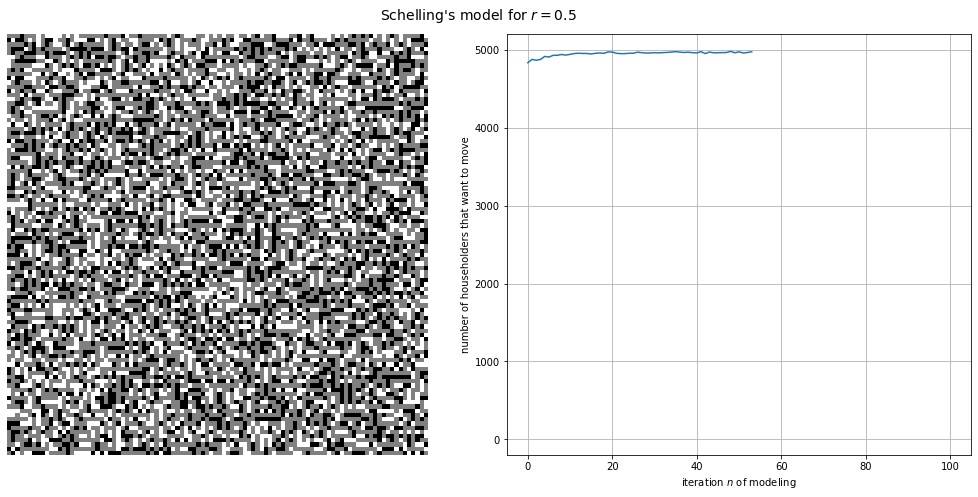 Schelling's model for r = 0.5
number of householders that want to move
5000
4000
3000
2000
1000
0
0 20 40 60 80 100
iteration n of modeling